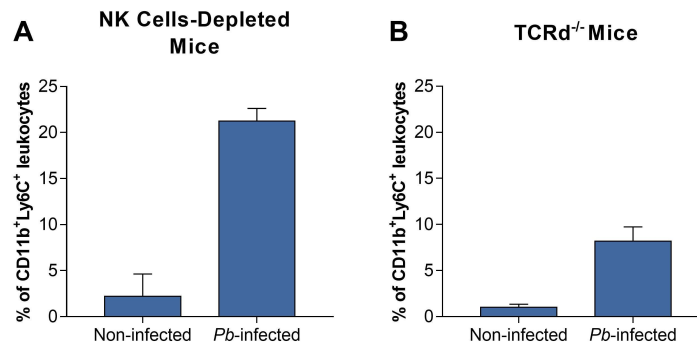 A
NK Cells-Depleted
Mice
% of CD11b+Ly6C+ leukocytes
25
20
15
10
5
0
Non-infected
Pb-infected
B
TCRd-/- Mice
% of CD11b+Ly6C+ leukocytes
25
20
15
10
5
0
Non-infected
Pb-infected